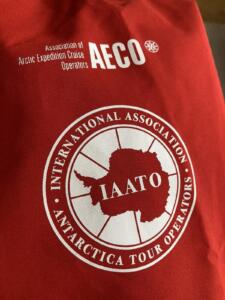 Association of
Arctic Expedition Cruise
Operators
AECO
INTERNATIONAL ASSOCIATION
IAATO
ANTARCTICA TOUR OPERATORS